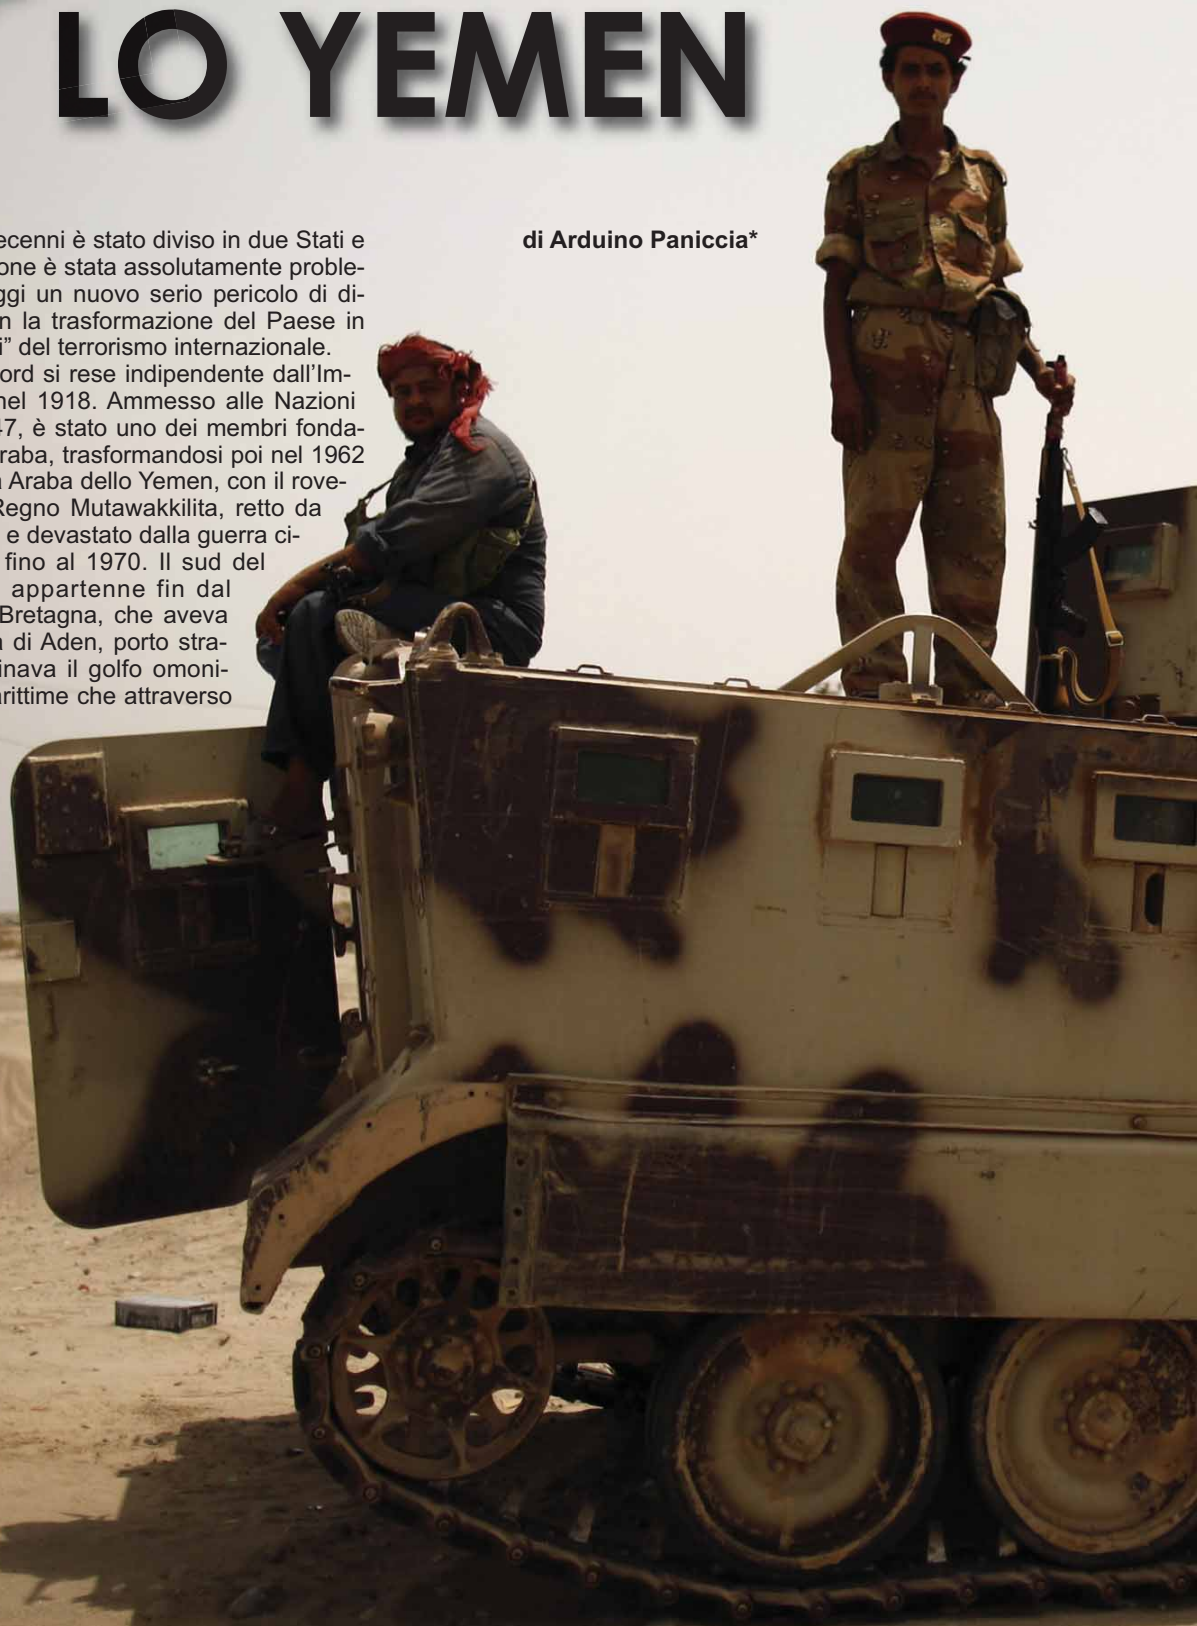 LO YEMEN
ecenni è stato diviso in due Stati e
one è stata assolutamente proble-
ggi un nuovo serio pericolo di di-
n la trasformazione del Paese in
i” del terrorismo internazionale.
ord si rese indipendente dall'Im-
nel 1918. Ammesso alle Nazioni
47, è stato uno dei membri fonda-
raba, trasformandosi poi nel 1962
a Araba dello Yemen, con il rove-
Regno Mutawakkilita, retto da
e devastato dalla guerra ci-
fino al 1970. Il sud del
appartenne fin dal
Bretagna, che aveva
a di Aden, porto stra-
inava il golfo omoni-
arittime che attraverso
di Arduino Paniccia*